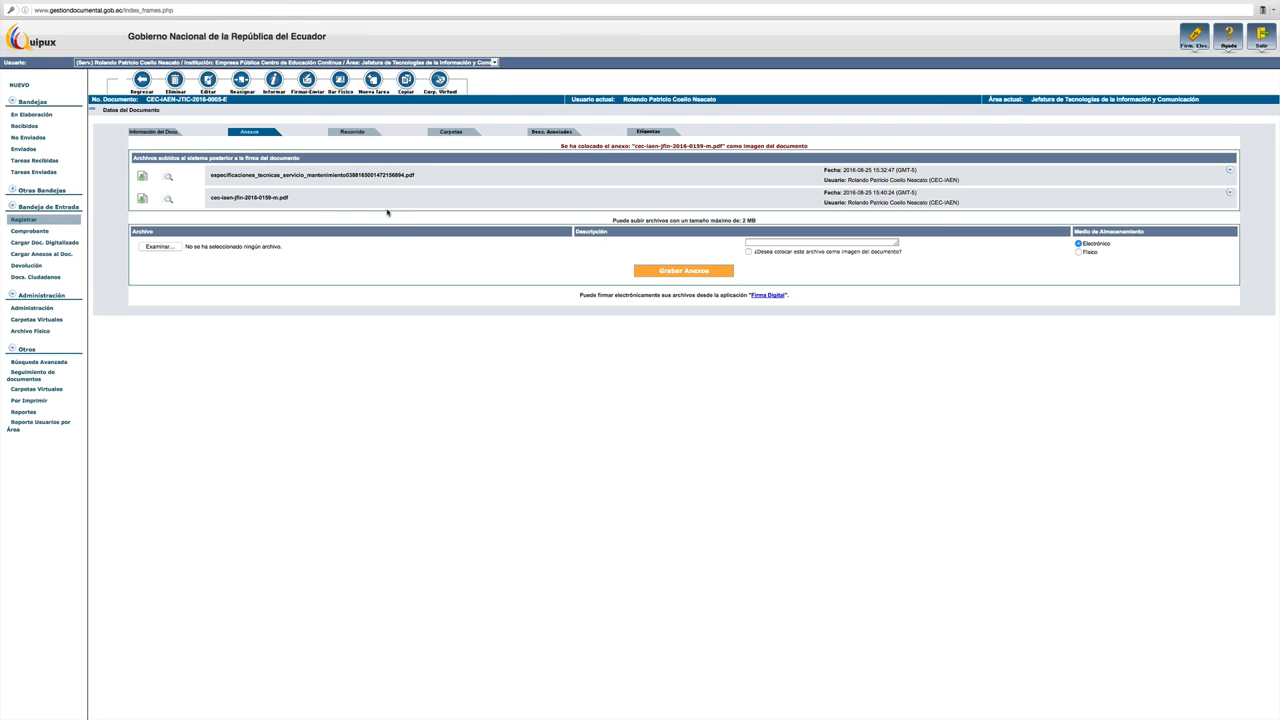 www.gestiondocumental.gob.ec/index_frames.php
Quipux
Gobierno Nacional de la República del Ecuador
Firm. Elec.
Ayuda
Salir
Usuario:
(Serv.) Rolando Patricio Coello Neacato / Institución: Empresa Pública Centro de Educación Continua / Área: Jefatura de Tecnologías de la Información y Com
NUEVO
Bandejas
En Elaboración
Recibidos
No Enviados
Enviados
Tareas Recibidas
Tareas Enviadas
Otras Bandejas
Bandeja de Entrada
Registrar
Comprobante
Cargar Doc. Digitalizado
Cargar Anexos al Doc.
Devolución
Docs. Ciudadanos
Administración
Administración
Carpetas Virtuales
Archivo Físico
Otros
Búsqueda Avanzada
Seguimiento de
documentos
Carpetas Virtuales
Por Imprimir
Reportes
Reporte Usuarios por
Área
Regresar
Eliminar
Editar
Reasignar
Informar
Firmar-Enviar
Dar Físico
Nueva Tarea
Copiar
Carp. Virtual
No. Documento: CEC-IAEN-JTIC-2016-0005-E
Usuario actual: Rolando Patricio Coello Neacato
Área actual: Jefatura de Tecnologías de la Información y Comunicación
Datos del Documento
Información del Docu.
Anexos
Recorrido
Carpetas
Docs. Asociados
Etiquetas
Se ha colocado el anexo: "cec-iaen-jfin-2016-0159-m.pdf" como imagen del documento
Archivos subidos al sistema posterior a la firma del documento
especificaciones_tecnicas_servicio_mantenimiento0388165001472156894.pdf
Fecha: 2016-08-25 15:32:47 (GMT-5)
Usuario: Rolando Patricio Coello Neacato (CEC-IAEN)
cec-iaen-jfin-2016-0159-m.pdf
Fecha: 2016-08-25 15:40:24 (GMT-5)
Usuario: Rolando Patricio Coello Neacato (CEC-IAEN)
Puede subir archivos con un tamaño máximo de: 2 MB
Archivo
Descripción
Medio de Almacenamiento
Examinar...
No se ha seleccionado ningún archivo.
¿Desea colocar este archivo como imagen del documento?
Electrónico
Físico
Grabar Anexos
Puede firmar electrónicamente sus archivos desde la aplicación "Firma Digital".